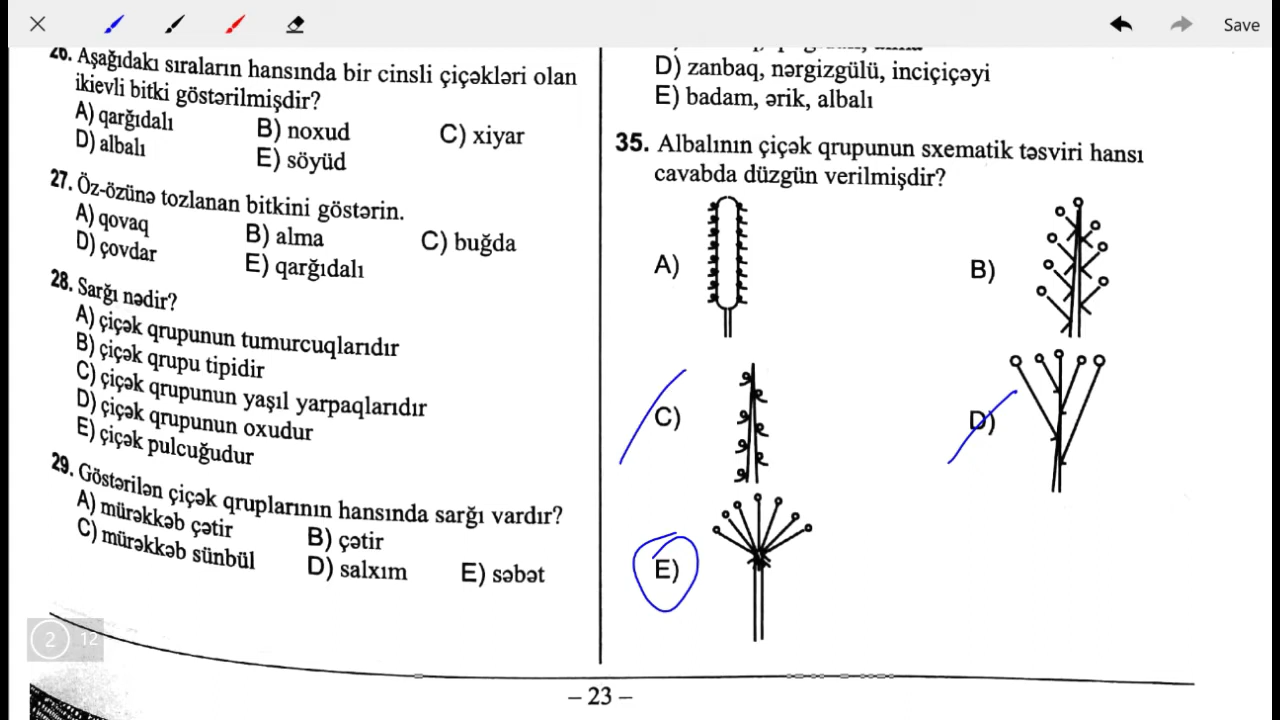 Save
26. Aşağıdakı sıraların hansında bir cinsli çiçəkləri olan
ikievli bitki göstərilmişdir?
A) qarğıdalı B) noxud C) xiyar
D) albalı E) söyüd
27. Öz-özünə tozlanan bitkini göstərin.
A) qovaq B) alma C) buğda
D) çovdar E) qarğıdalı
28. Sarğı nədir?
A) çiçək qrupunun tumurcuqlarıdır
B) çiçək qrupu tipidir
C) çiçək qrupunun yaşıl yarpaqlarıdır
D) çiçək qrupunun oxudur
E) çiçək pulcuğudur
29. Göstərilən çiçək qruplarının hansında sarğı vardır?
A) mürəkkəb çətir B) çətir
C) mürəkkəb sünbül D) salxım E) səbət
D) zanbaq, nərgizgülü, inciçiçəyi
E) badam, ərik, albalı
35. Albalının çiçək qrupunun sxematik təsviri hansı
cavabda düzgün verilmişdir?
A) B)
C) D)
E)
2 12
– 23 –